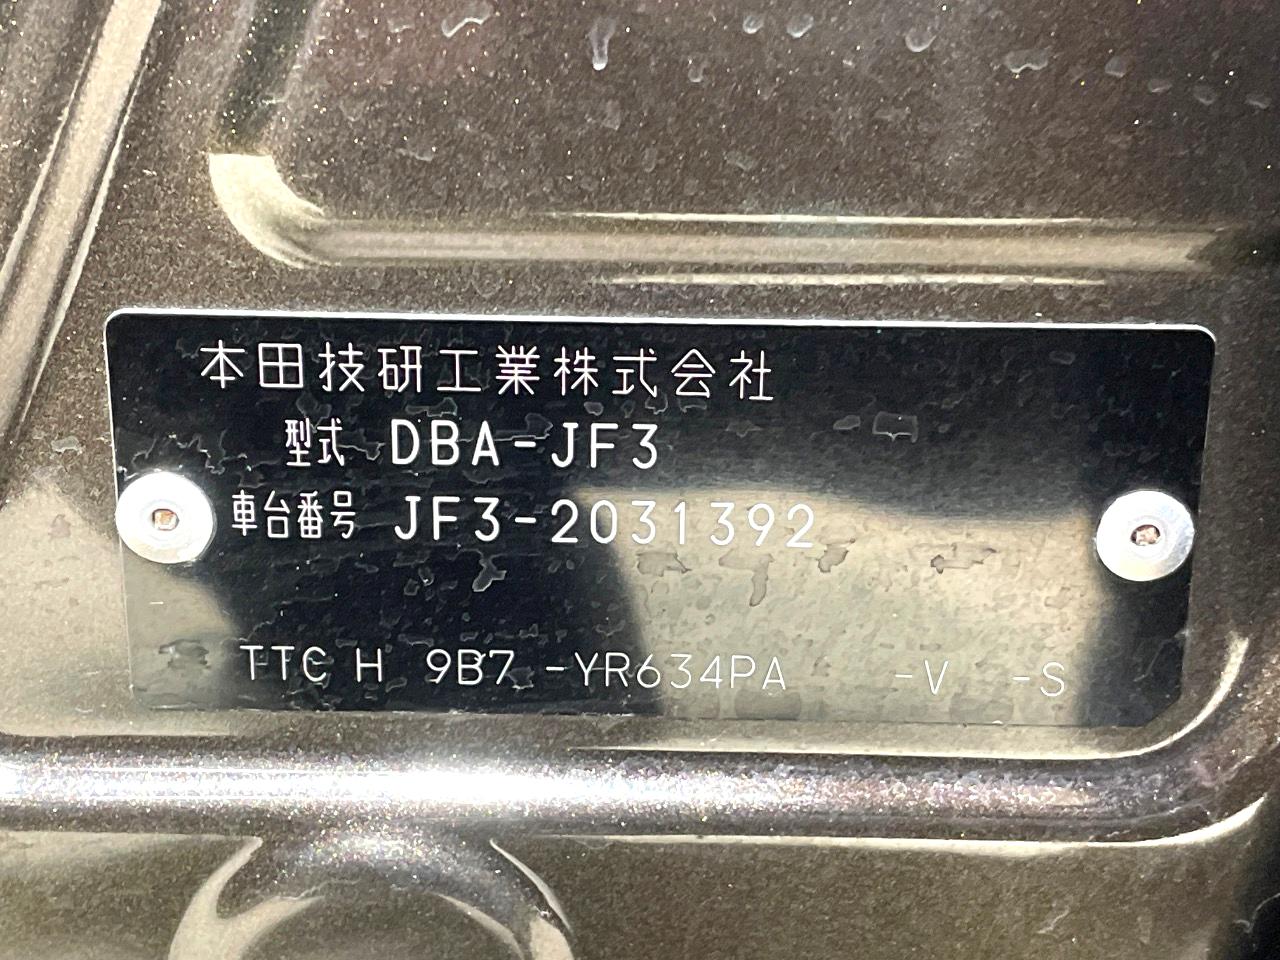 本田技研工業株式会社
型式 DBA-JF3
車台番号 JF3-2031392
TTC H 9B7 -YR634PA -V -S